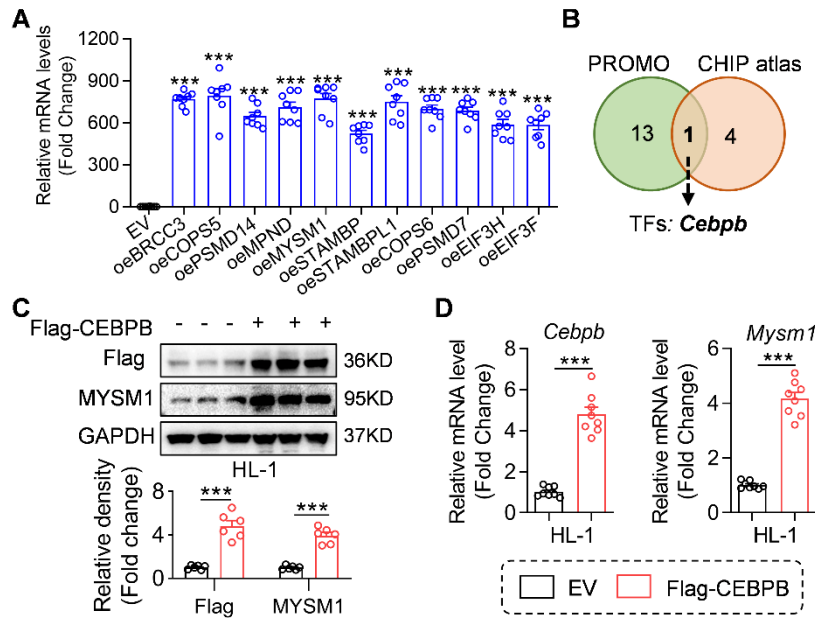 A
Relative mRNA levels
(Fold Change)
1200
900
600
300
0
*** *** *** *** *** *** *** *** *** *** ***
EV
oeBRCC3
oeCOPS5
oePSMD14
oeMPND
oeMYSM1
oeSTAMBP
oeSTAMBPL1
oeCOPS6
oePSMD7
oeEIF3H
oeEIF3F
B
PROMO CHIP atlas
13 1 4
TFs: Cebpb
C
Flag-CEBPB - - - + + +
Flag 36KD
MYSM1 95KD
GAPDH 37KD
HL-1
Relative density
(Fold change)
8
4
0
*** ***
Flag MYSM1
D
Cebpb
Relative mRNA level
(Fold Change)
8
6
4
2
0
***
HL-1
Mysm1
Relative mRNA level
(Fold Change)
6
4
2
0
***
HL-1
EV Flag-CEBPB